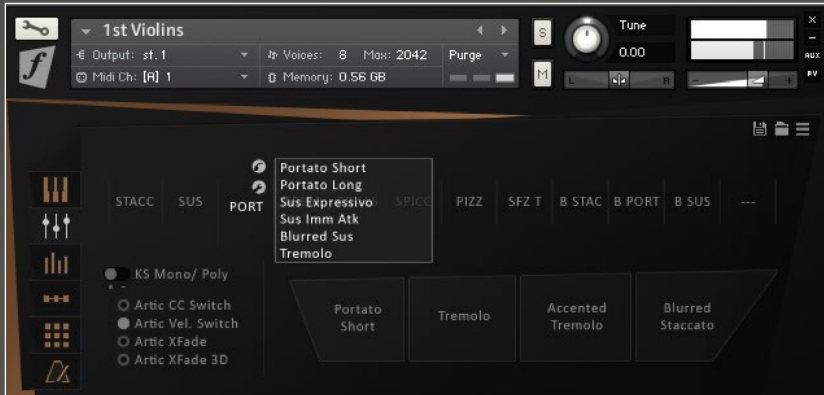 1st Violins
Output: st.1
Voices: 8 Max: 2042
Purge
Midi Ch: [A] 1
Memory: 0.56 GB
S
M
Tune
0.00
L R
- +
×
-
AUX
PV
Portato Short
Portato Long
Sus Expressivo
Sus Imm Atk
Blurred Sus
Tremolo
STACC SUS PORT SPICC PIZZ SFZ T B STAC B PORT B SUS ---
KS Mono/ Poly
Artic CC Switch
Artic Vel. Switch
Artic XFade
Artic XFade 3D
Portato
Short
Tremolo
Accented
Tremolo
Blurred
Staccato